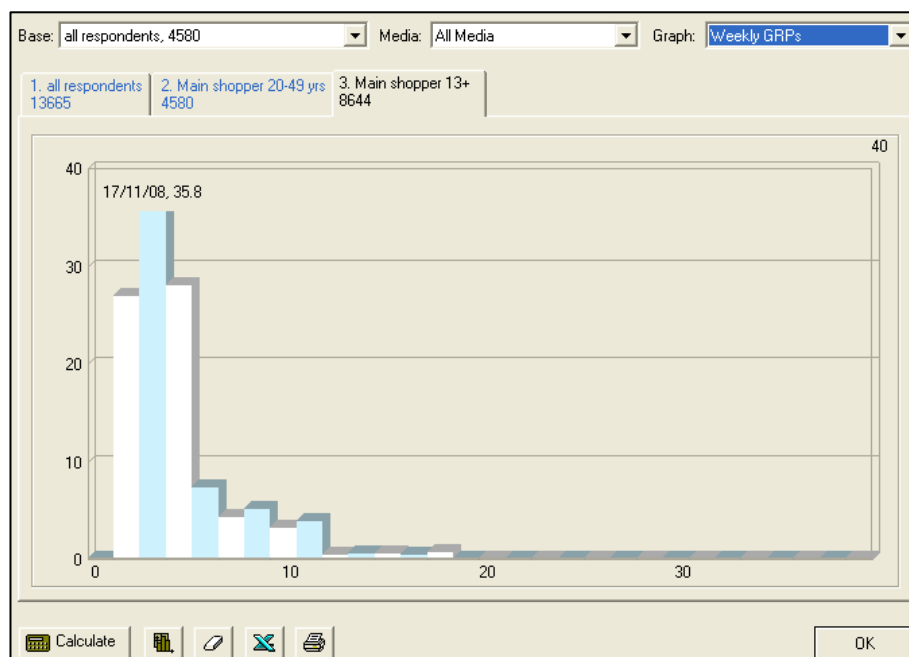 Base: all respondents, 4580 Media: All Media Graph: Weekly GRPs
1. all respondents 2. Main shopper 20-49 yrs 3. Main shopper 13+
13665 4580 8644
40
40
17/11/08, 35.8
30
20
10
0
0 10 20 30
Calculate OK